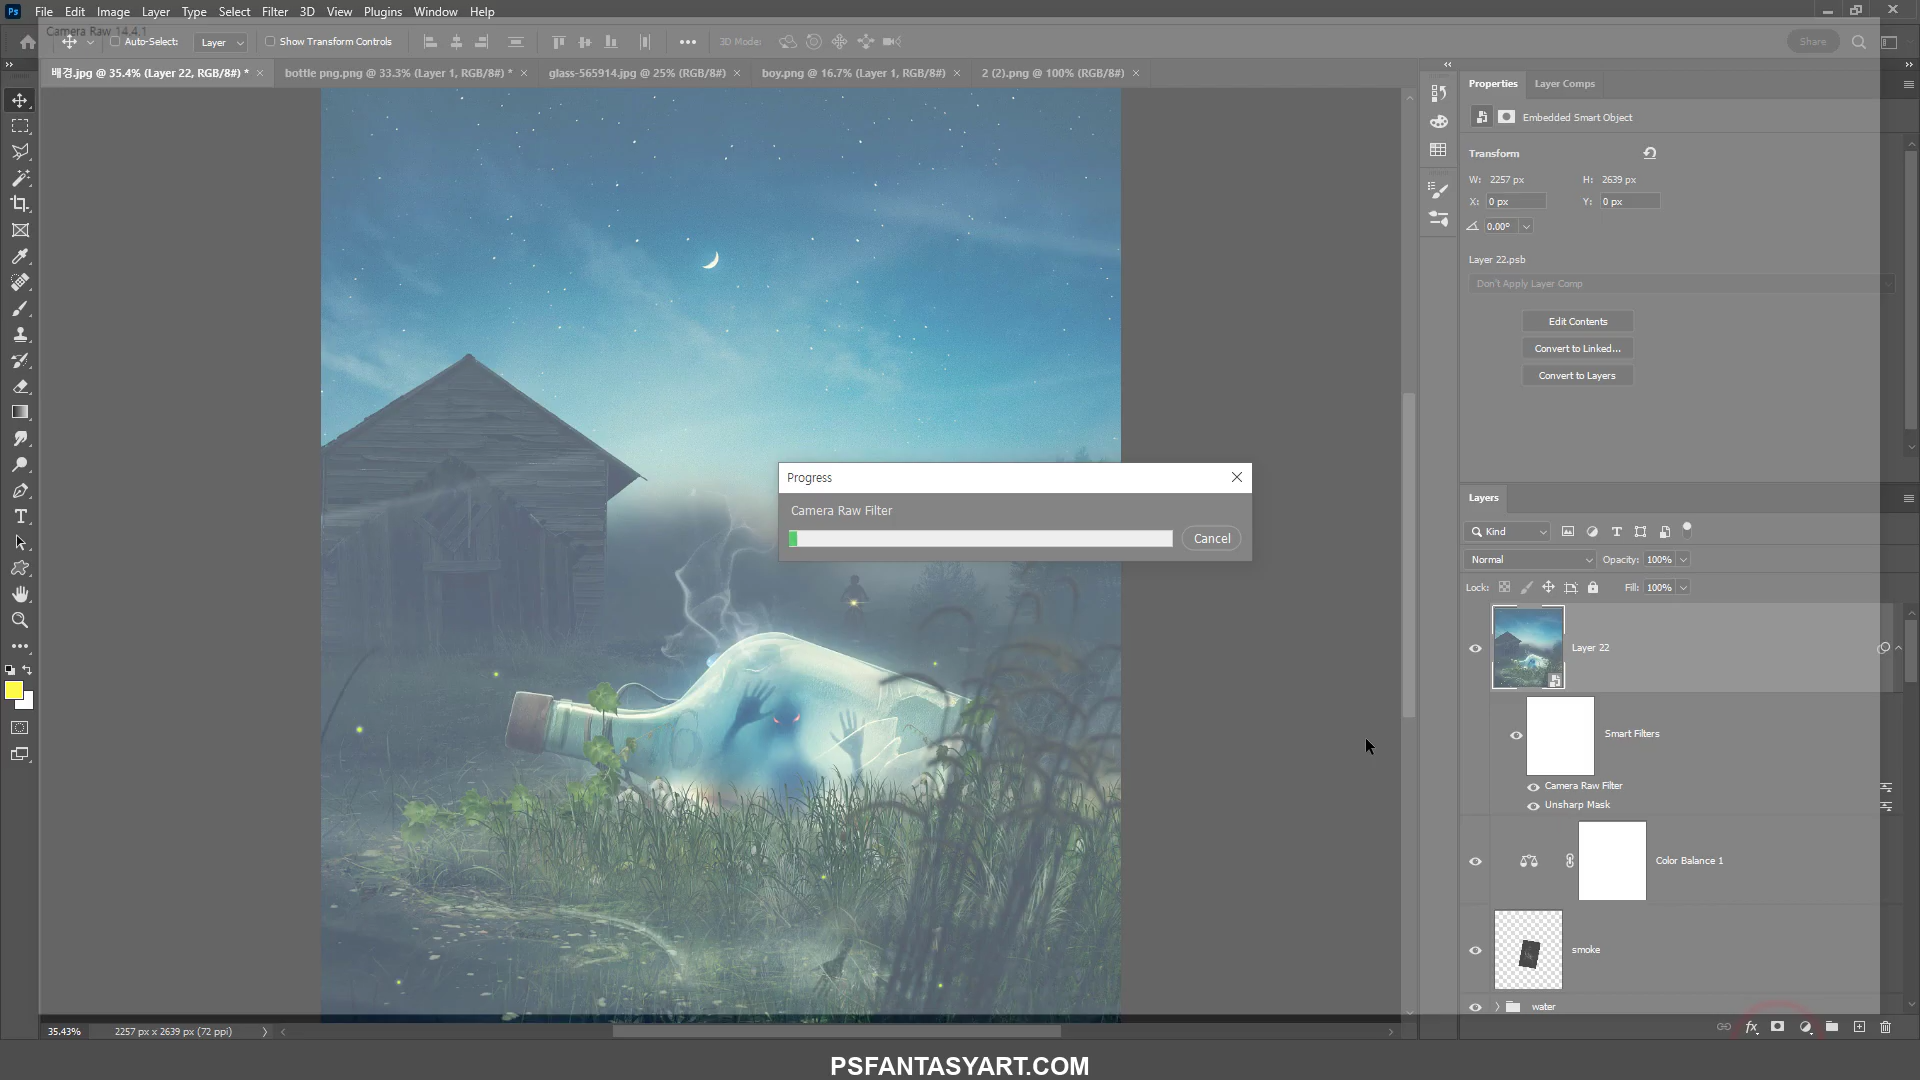 Ps File Edit Image Layer Type Select Filter 3D View Plugins Window Help
Camera Raw 14.4.1
Auto-Select: Layer Show Transform Controls 3D Mode: Share
배경.jpg @ 35.4% (Layer 22, RGB/8#) * bottle png.png @ 33.3% (Layer 1, RGB/8#) * glass-565914.jpg @ 25% (RGB/8#) boy.png @ 16.7% (Layer 1, RGB/8#) 2 (2).png @ 100% (RGB/8#)
Properties Layer Comps
Embedded Smart Object
Transform
W: 2257 px H: 2639 px
X: 0 px Y: 0 px
0.00°
Layer 22.psb
Don't Apply Layer Comp
Edit Contents
Convert to Linked...
Convert to Layers
Progress
Camera Raw Filter
Cancel
Layers
Kind
Normal Opacity: 100%
Lock: Fill: 100%
Layer 22
Smart Filters
Camera Raw Filter
Unsharp Mask
Color Balance 1
smoke
water
fx
35.43% 2257 px x 2639 px (72 ppi)
PSFANTASYART.COM